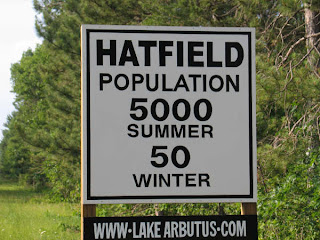 HATFIELD
POPULATION
5000
SUMMER
50
WINTER
WWW·LAKE ARBUTUS·COM